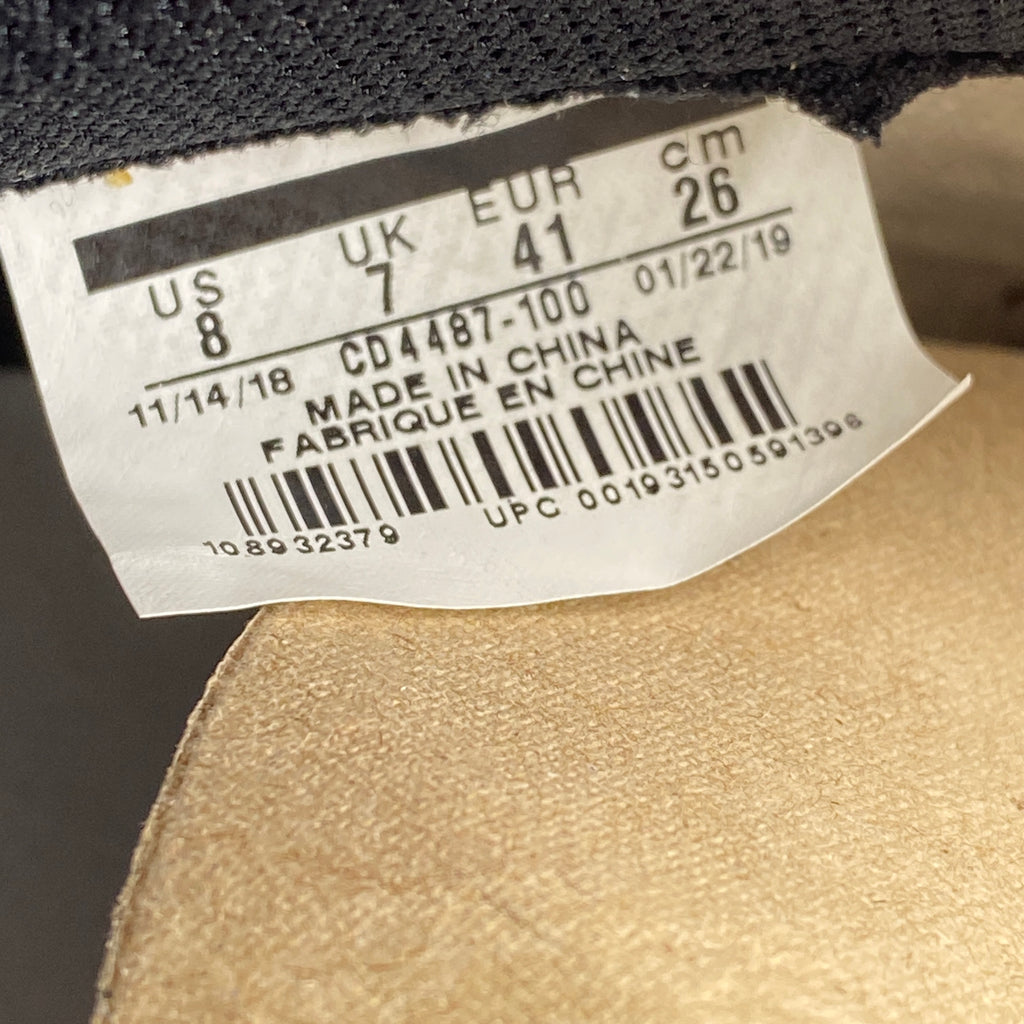 US UK EUR cm
8 7 41 26
11/14/18 CD4487-100 01/22/19
MADE IN CHINA
FABRIQUE EN CHINE
108932379 UPC 00193150591396